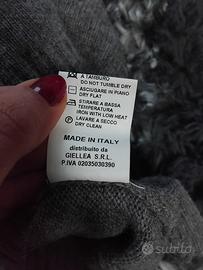 A TAMBURO
DO NOT TUMBLE DRY
ASCIUGARE IN PIANO
DRY FLAT
STIRARE A BASSA
TEMPERATURA
IRON WITH LOW HEAT
LAVARE A SECCO
DRY CLEAN
MADE IN ITALY
distribuito da
GIELLEA S.R.L.
P.IVA 02035030390
subito